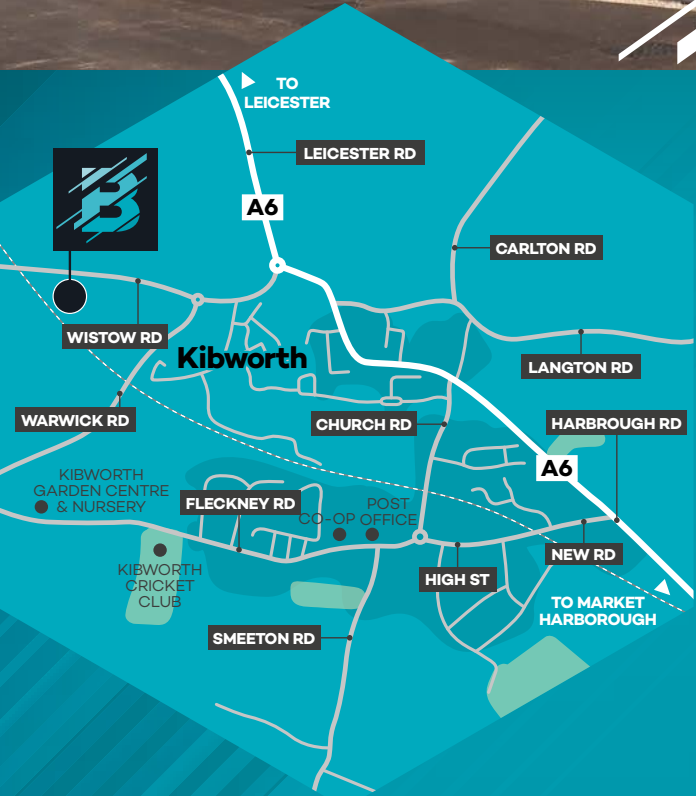 TO
LEICESTER
LEICESTER RD
B
A6
CARLTON RD
WISTOW RD
Kibworth
LANGTON RD
WARWICK RD
CHURCH RD
HARBROUGH RD
A6
KIBWORTH
GARDEN CENTRE
& NURSERY
FLECKNEY RD
CO-OP
POST
OFFICE
NEW RD
HIGH ST
KIBWORTH
CRICKET
CLUB
TO MARKET
HARBOROUGH
SMEETON RD